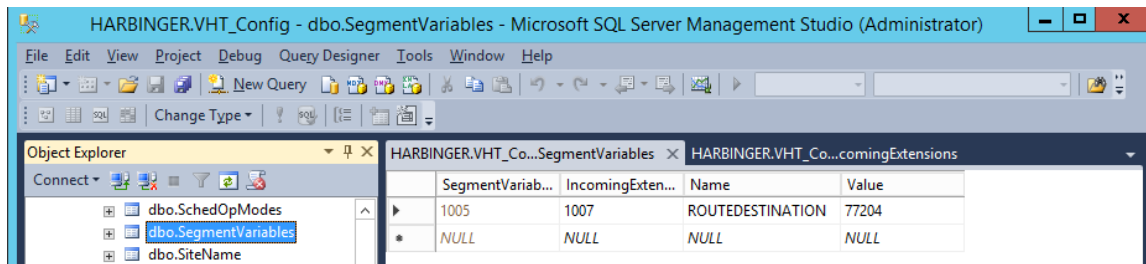 HARBINGER.VHT_Config - dbo.SegmentVariables - Microsoft SQL Server Management Studio (Administrator)
File Edit View Project Debug Query Designer Tools Window Help
New Query
Change Type
Object Explorer
HARBINGER.VHT_Co...SegmentVariables HARBINGER.VHT_Co...comingExtensions
Connect
SegmentVariab... IncomingExten... Name Value
dbo.SchedOpModes
1005 1007 ROUTEDESTINATION 77204
dbo.SegmentVariables
NULL NULL NULL NULL
dbo.SiteName